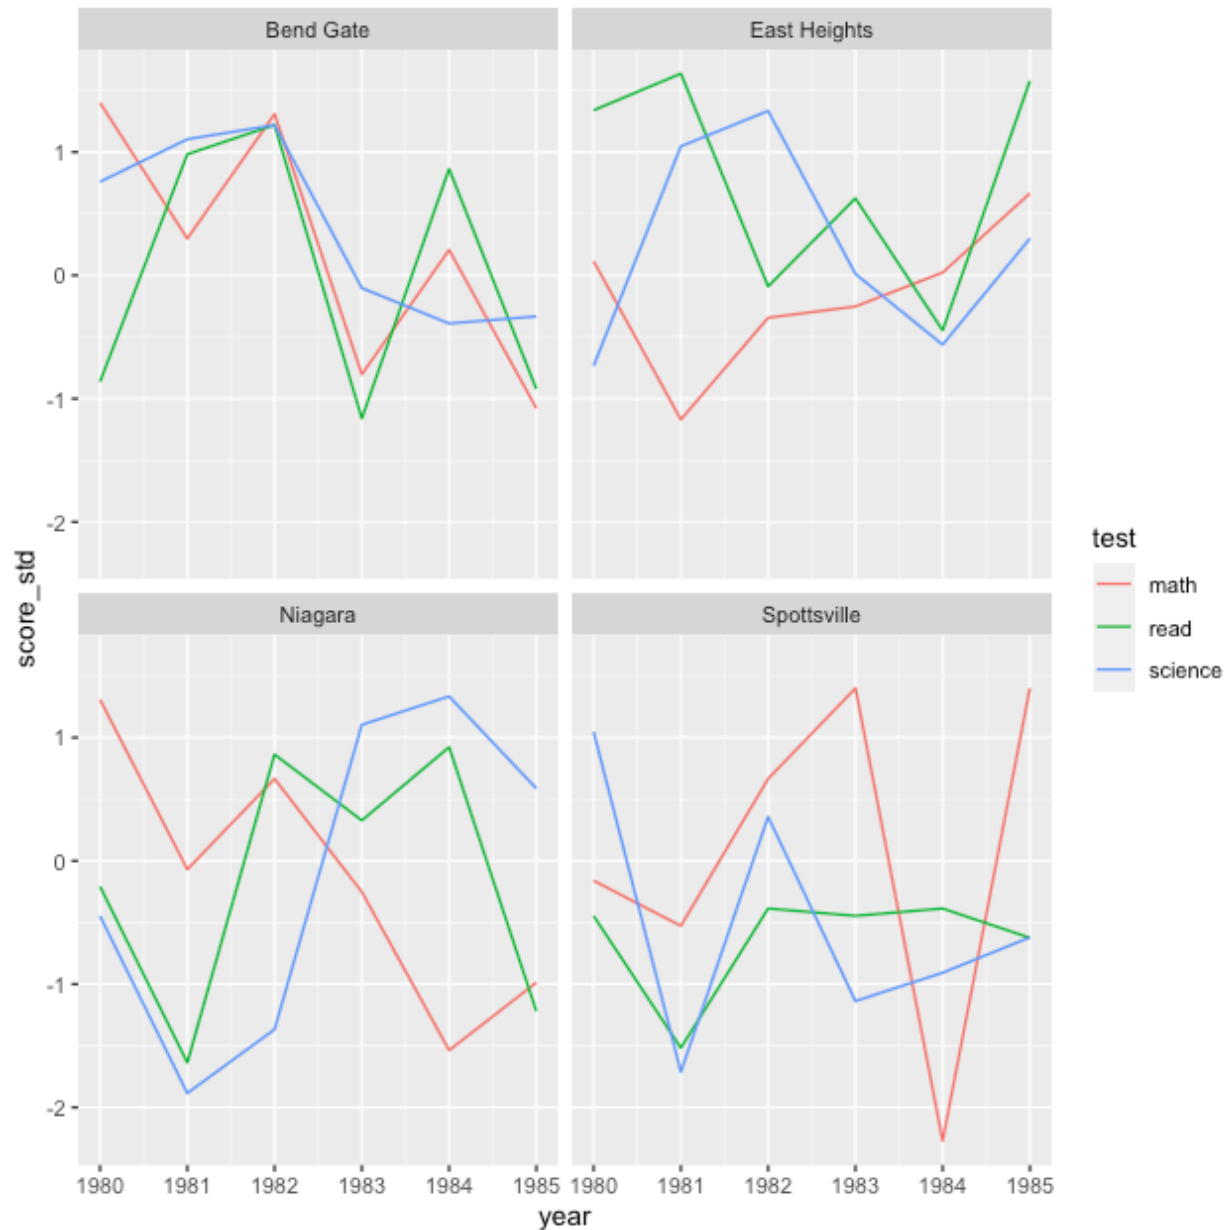 Bend Gate
East Heights
1
0
-1
-2
Niagara
Spottsville
1
0
-1
-2
1980 1981 1982 1983 1984 1985
1980 1981 1982 1983 1984 1985
year
score_std
test
math
read
science